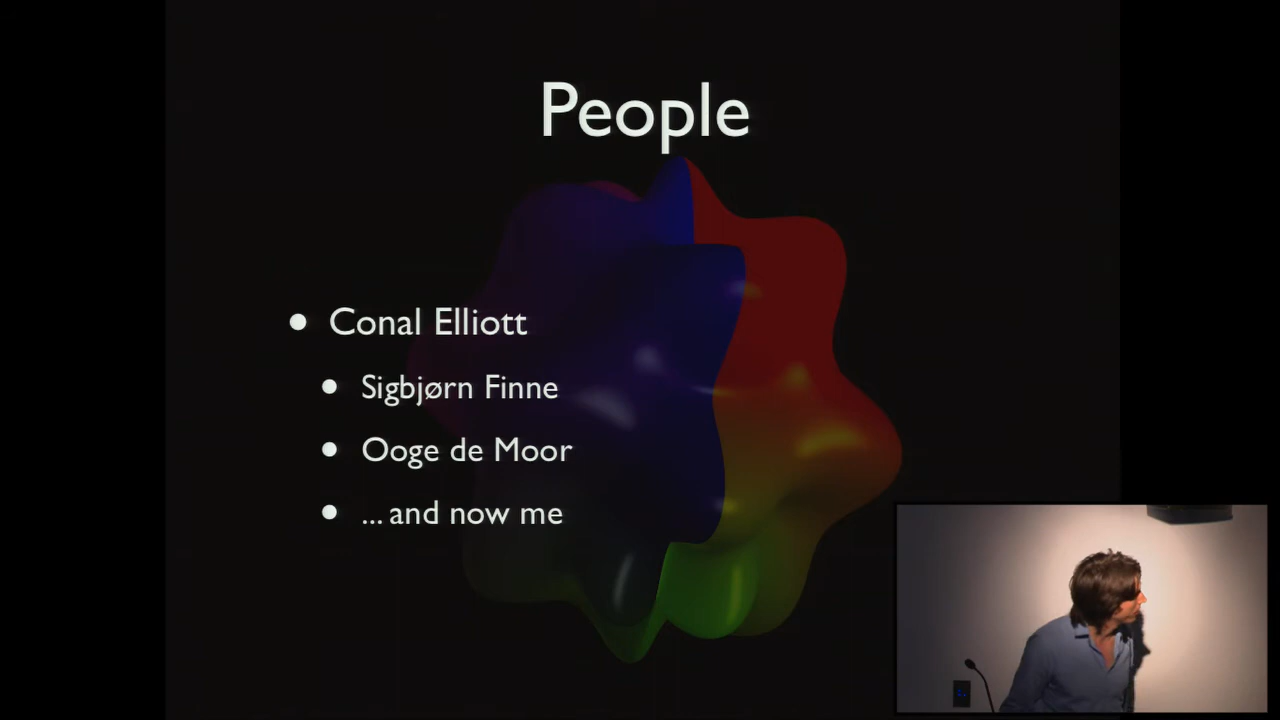 People
• Conal Elliott
• Sigbjørn Finne
• Ooge de Moor
• ... and now me